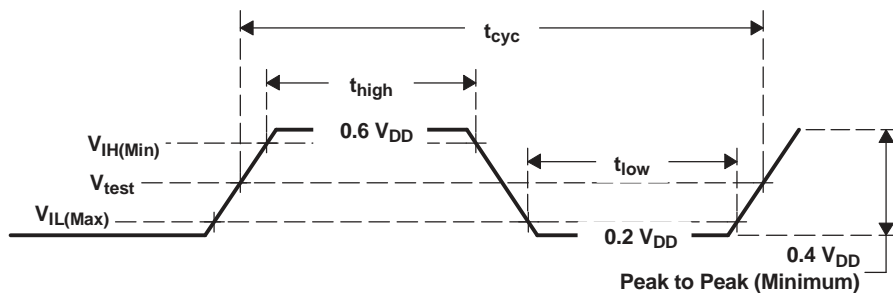 tcyc
thigh
0.6 VDD
VIH(Min)
tlow
Vtest
VIL(Max)
0.2 VDD
0.4 VDD
Peak to Peak (Minimum)